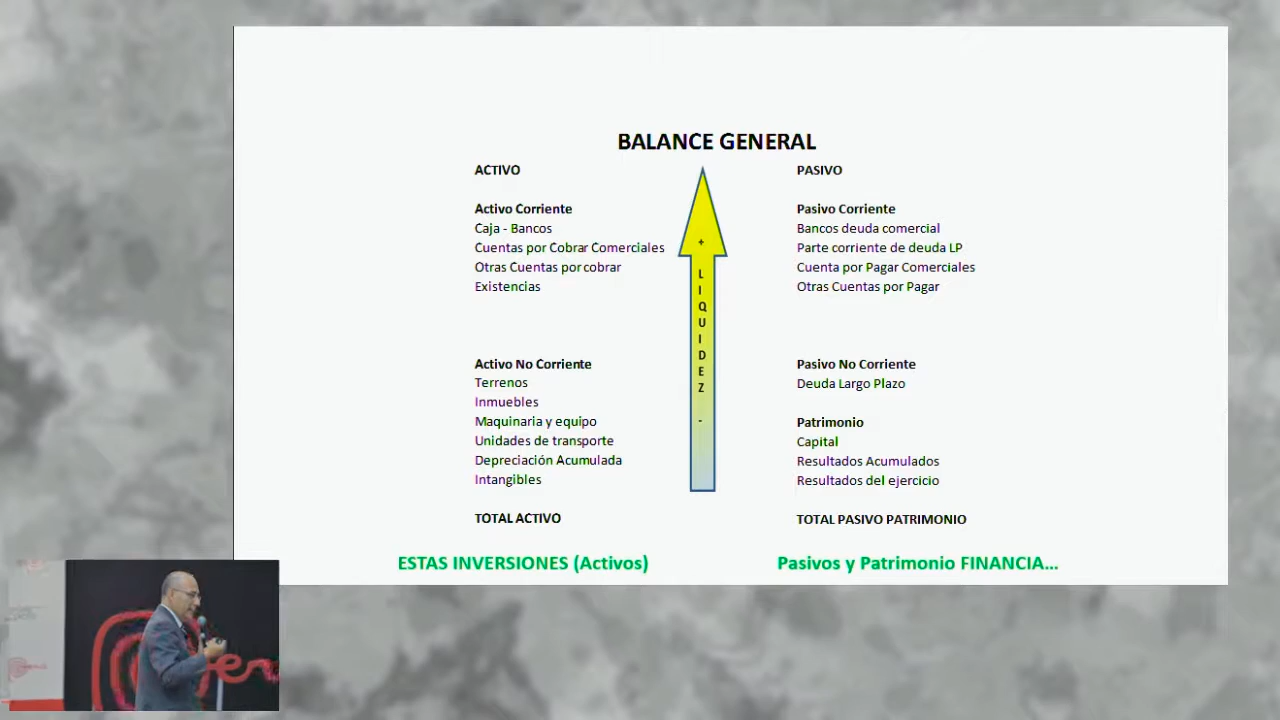 BALANCE GENERAL
ACTIVO
Activo Corriente
Caja - Bancos
Cuentas por Cobrar Comerciales
Otras Cuentas por cobrar
Existencias
Activo No Corriente
Terrenos
Inmuebles
Maquinaria y equipo
Unidades de transporte
Depreciación Acumulada
Intangibles
TOTAL ACTIVO
ESTAS INVERSIONES (Activos)
+
L
I
Q
U
I
D
E
Z
-
PASIVO
Pasivo Corriente
Bancos deuda comercial
Parte corriente de deuda LP
Cuenta por Pagar Comerciales
Otras Cuentas por Pagar
Pasivo No Corriente
Deuda Largo Plazo
Patrimonio
Capital
Resultados Acumulados
Resultados del ejercicio
TOTAL PASIVO PATRIMONIO
Pasivos y Patrimonio FINANCIA...